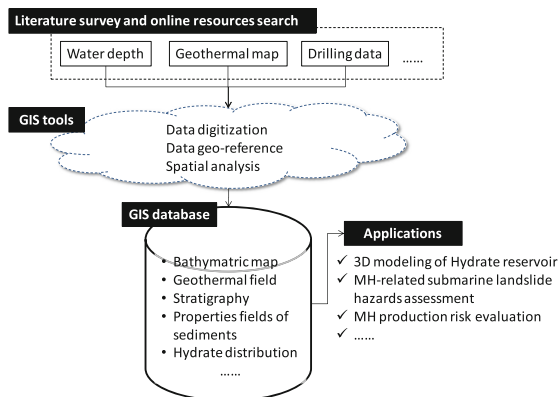 Literature survey and online resources search
Water depth
Geothermal map
Drilling data
......
GIS tools
Data digitization
Data geo-reference
Spatial analysis
GIS database
• Bathymatric map
• Geothermal field
• Stratigraphy
• Properties fields of
sediments
• Hydrate distribution
......
Applications
✓ 3D modeling of Hydrate reservoir
✓ MH-related submarine landslide
hazards assessment
✓ MH production risk evaluation
✓ ......